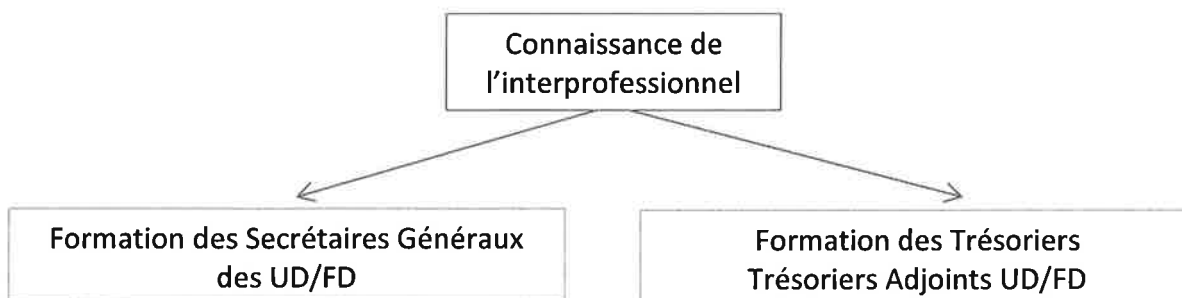 Connaissance de
l'interprofessionnel
Formation des Secrétaires Généraux
des UD/FD
Formation des Trésoriers
Trésoriers Adjoints UD/FD